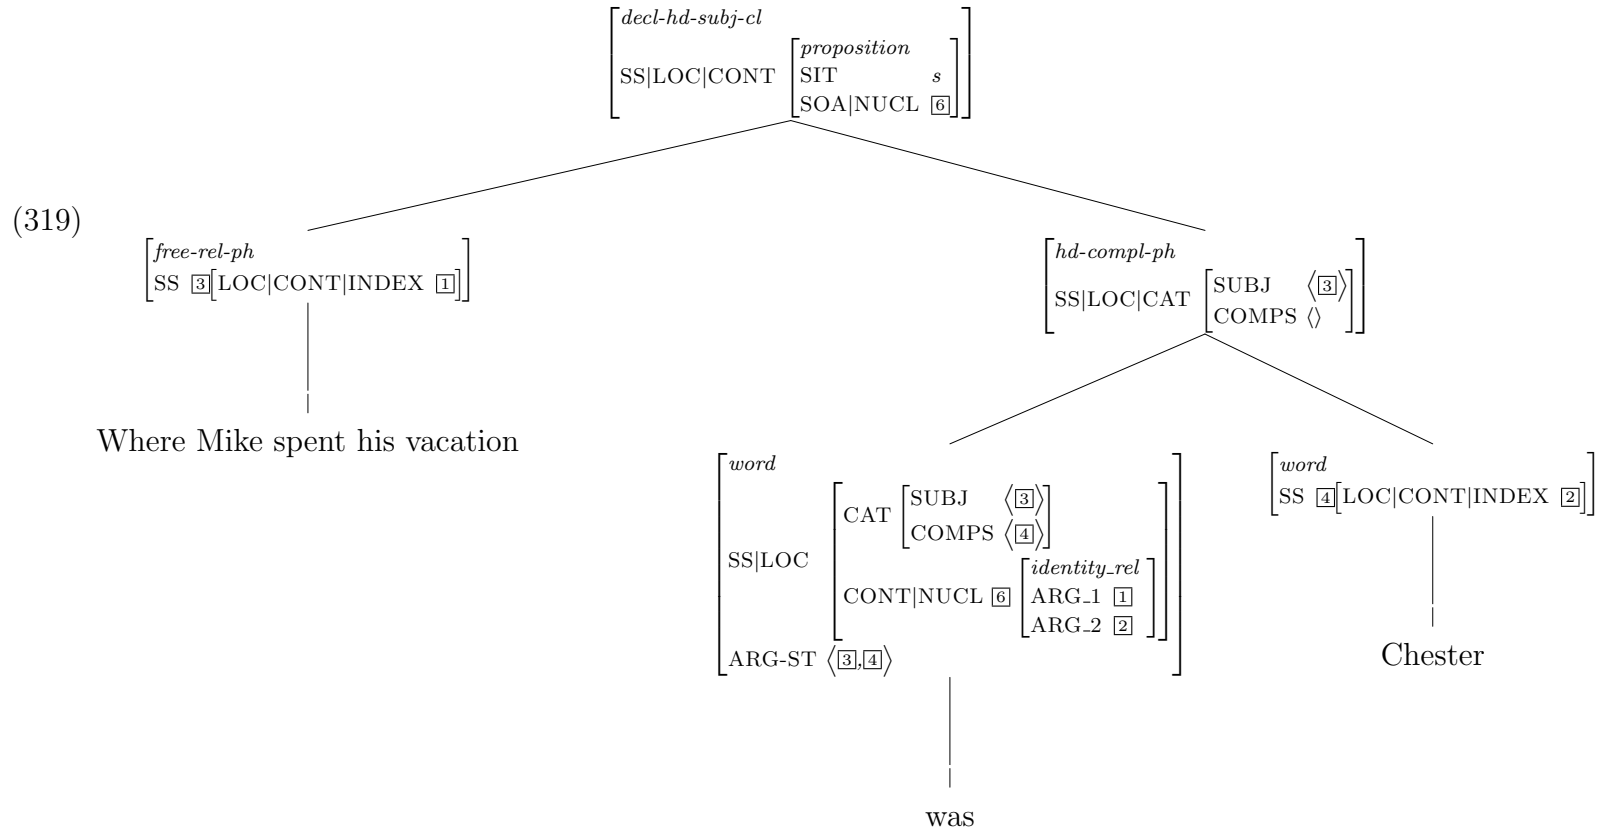 decl-hd-subj-cl
proposition
SS|LOC|CONT SIT s
SOA|NUCL 6
(319)
free-rel-ph
SS 3[LOC|CONT|INDEX 1]
hd-compl-ph
SS|LOC|CAT SUBJ ⟨3⟩
COMPS ⟨⟩
Where Mike spent his vacation
word
SS|LOC CAT SUBJ ⟨3⟩
COMPS ⟨4⟩
CONT|NUCL 6 identity_rel
ARG_1 1
ARG_2 2
ARG-ST ⟨3,4⟩
word
SS 4[LOC|CONT|INDEX 2]
Chester
was